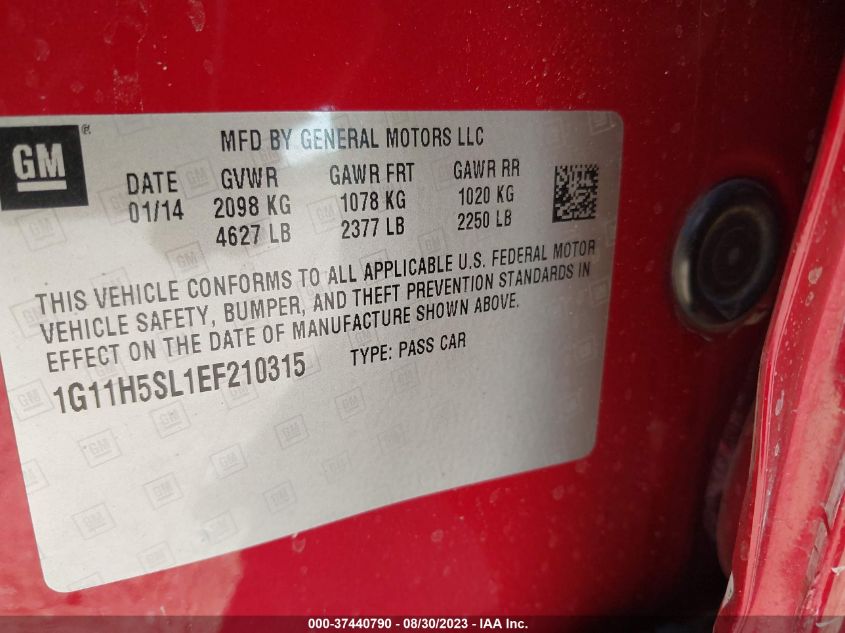 GM®
MFD BY GENERAL MOTORS LLC
DATE GVWR GAWR FRT GAWR RR
01/14 2098 KG 1078 KG 1020 KG
4627 LB 2377 LB 2250 LB
THIS VEHICLE CONFORMS TO ALL APPLICABLE U.S. FEDERAL MOTOR
VEHICLE SAFETY, BUMPER, AND THEFT PREVENTION STANDARDS IN
EFFECT ON THE DATE OF MANUFACTURE SHOWN ABOVE.
1G11H5SL1EF210315 TYPE: PASS CAR
000-37440790 - 08/30/2023 - IAA Inc.